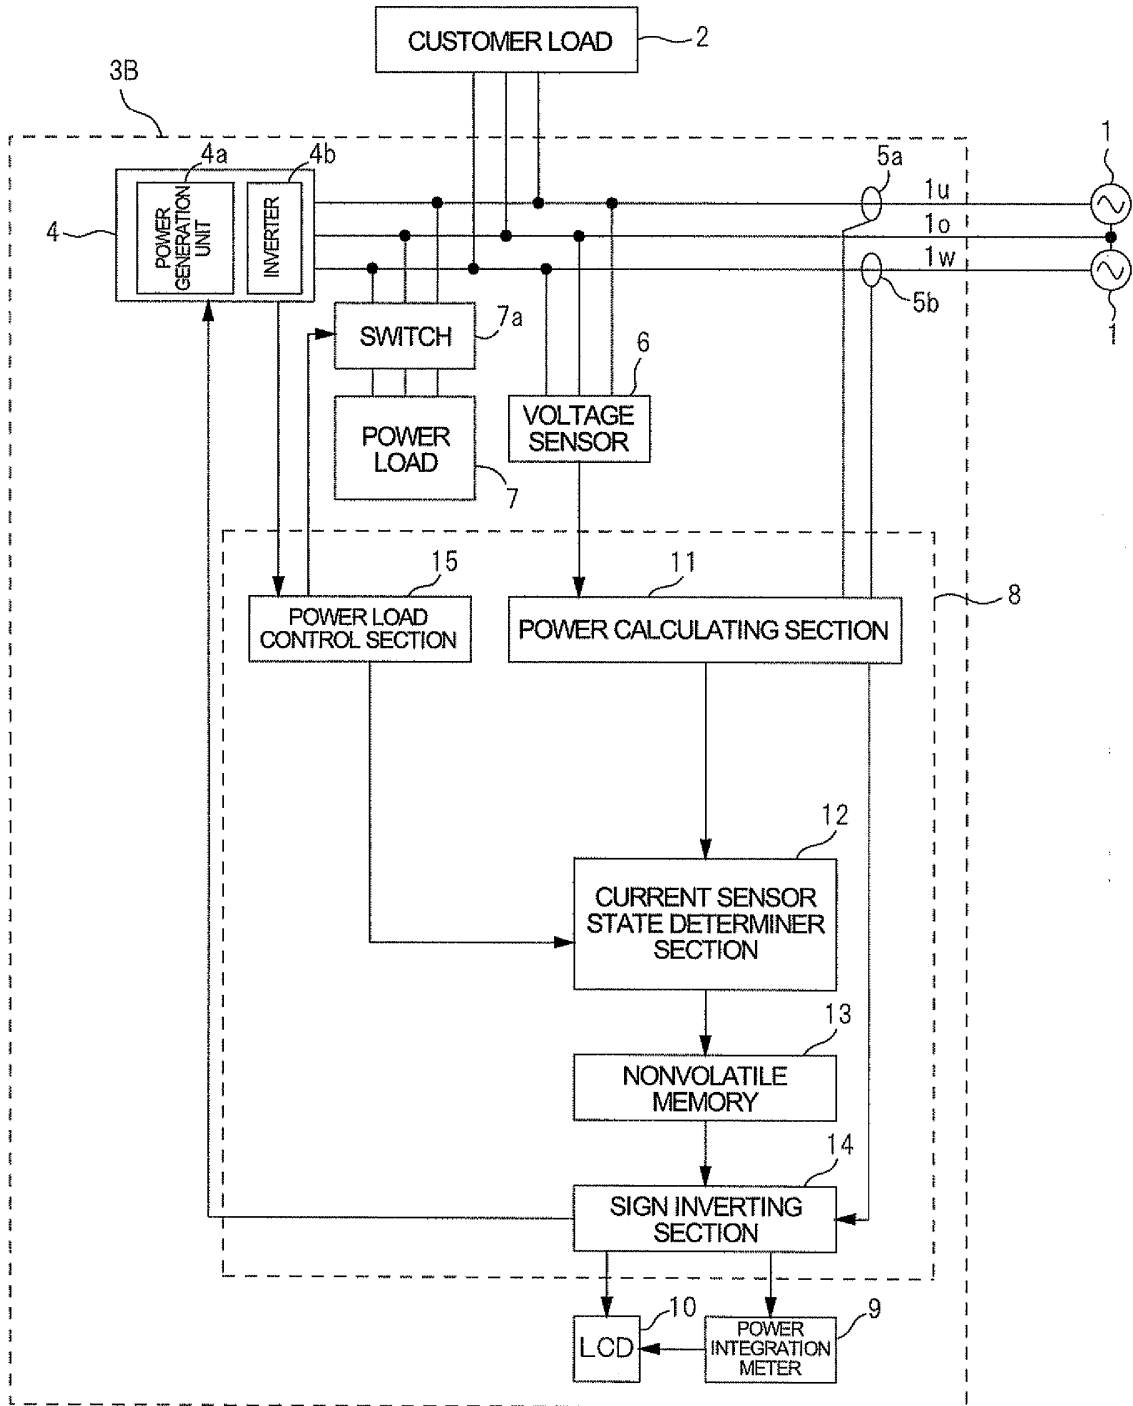 CUSTOMER LOAD
2
3B
4a
4b
5a
1
4
POWER
GENERATION
UNIT
INVERTER
1u
1o
1w
5b
1
SWITCH
7a
6
VOLTAGE
SENSOR
POWER
LOAD
7
15
11
8
POWER LOAD
CONTROL SECTION
POWER CALCULATING SECTION
12
CURRENT SENSOR
STATE DETERMINER
SECTION
13
NONVOLATILE
MEMORY
14
SIGN INVERTING
SECTION
10
9
LCD
POWER
INTEGRATION
METER